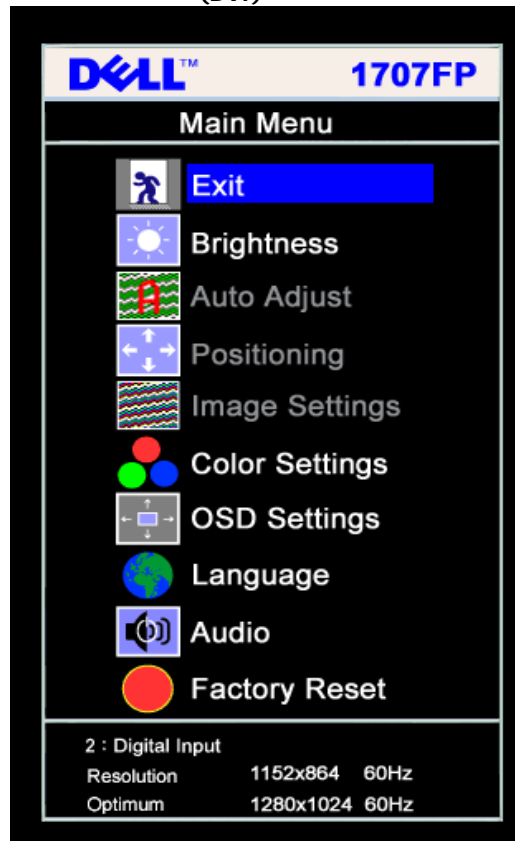 DELL™ 1707FP
Main Menu
Exit
Brightness
Auto Adjust
Positioning
Image Settings
Color Settings
OSD Settings
Language
Audio
Factory Reset
2 : Digital Input
Resolution 1152x864 60Hz
Optimum 1280x1024 60Hz